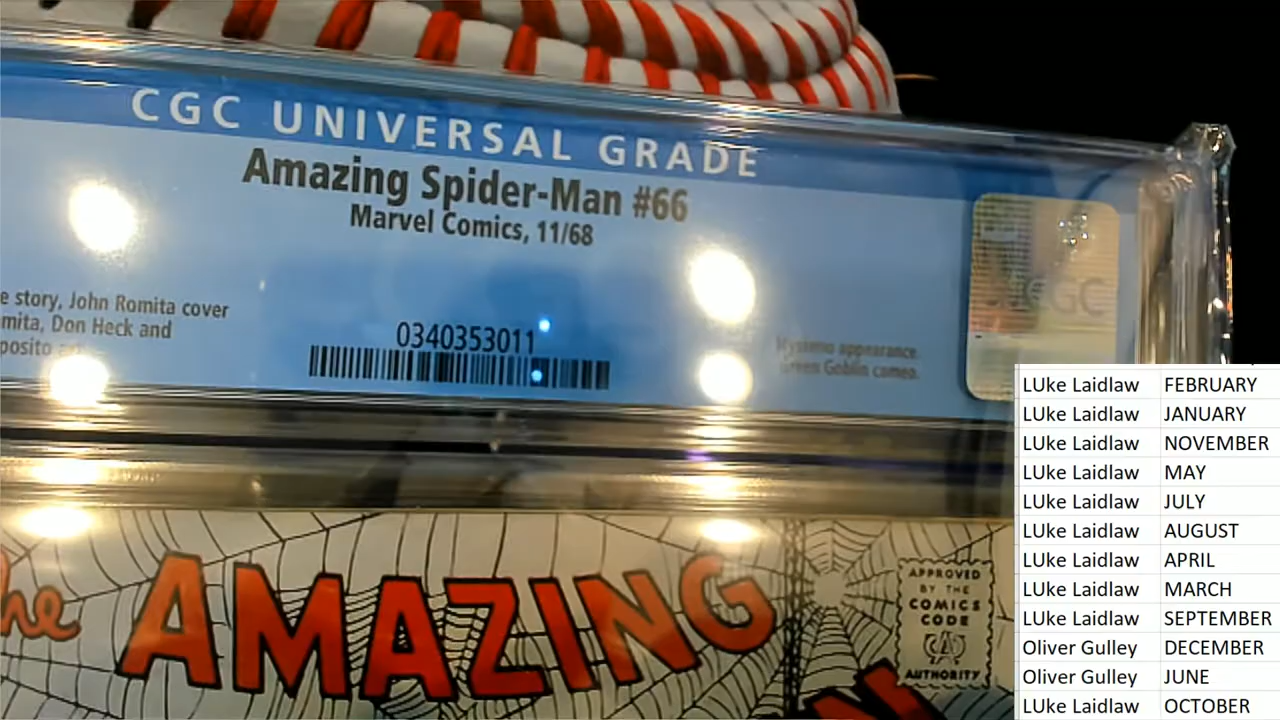 CGC UNIVERSAL GRADE
Amazing Spider-Man #66
Marvel Comics, 11/68
e story, John Romita cover
mita, Don Heck and
posito
0340353011
Mysterio appearance.
Green Goblin cameo.
CGC
he AMAZING
APPROVED
BY THE
COMICS
CODE
CA
AUTHORITY
LUke Laidlaw FEBRUARY
LUke Laidlaw JANUARY
LUke Laidlaw NOVEMBER
LUke Laidlaw MAY
LUke Laidlaw JULY
LUke Laidlaw AUGUST
LUke Laidlaw APRIL
LUke Laidlaw MARCH
LUke Laidlaw SEPTEMBER
Oliver Gulley DECEMBER
Oliver Gulley JUNE
LUke Laidlaw OCTOBER